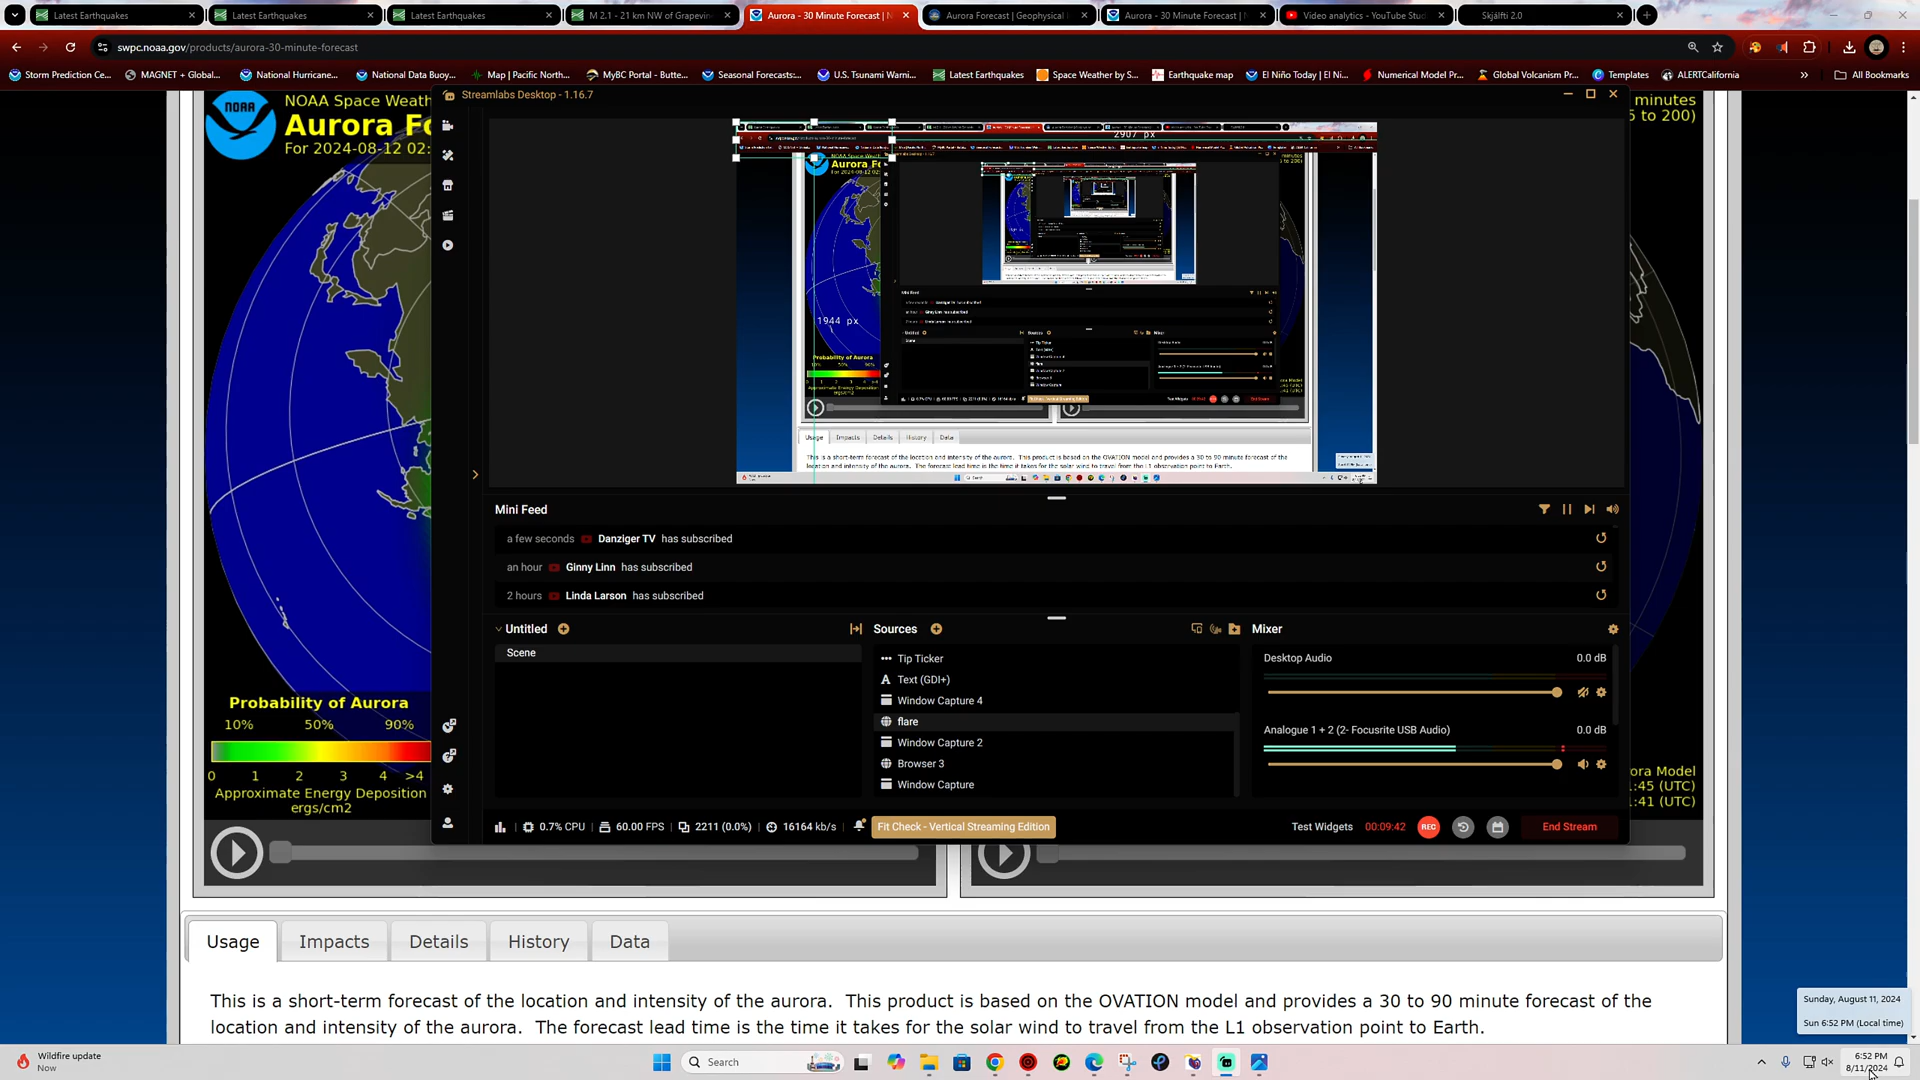 Latest Earthquakes
Latest Earthquakes
Latest Earthquakes
M 2.1 - 21 km NW of Grapevine
Aurora - 30 Minute Forecast | N
Aurora Forecast | Geophysical
Aurora - 30 Minute Forecast | N
Video analytics - YouTube Stud
Skjálfti 2.0
swpc.noaa.gov/products/aurora-30-minute-forecast
Storm Prediction Ce...
MAGNET + Global...
National Hurricane...
National Data Buoy...
Map | Pacific North...
MyBC Portal - Butte...
Seasonal Forecasts:...
U.S. Tsunami Warni...
Latest Earthquakes
Space Weather by S...
Earthquake map
El Niño Today | El Ni...
Numerical Model Pr...
Global Volcanism Pr...
Templates
ALERTCalifornia
All Bookmarks
NOAA Space Weath
Aurora Fo
For 2024-08-12 02:
minutes
to 200)
Streamlabs Desktop - 1.16.7
2907 px
1944 px
Mini Feed
a few seconds Danziger TV has subscribed
an hour Ginny Linn has subscribed
2 hours Linda Larson has subscribed
Untitled
Scene
Sources
Tip Ticker
Text (GDI+)
Window Capture 4
flare
Window Capture 2
Browser 3
Window Capture
Mixer
Desktop Audio 0.0 dB
Analogue 1 + 2 (2- Focusrite USB Audio) 0.0 dB
0.7% CPU 60.00 FPS 2211 (0.0%) 16164 kb/s Fit Check - Vertical Streaming Edition Test Widgets 00:09:42 REC End Stream
Probability of Aurora
10% 50% 90%
0 1 2 3 4 >4
Approximate Energy Deposition
ergs/cm2
ora Model
1:45 (UTC)
1:41 (UTC)
Usage Impacts Details History Data
This is a short-term forecast of the location and intensity of the aurora. This product is based on the OVATION model and provides a 30 to 90 minute forecast of the
location and intensity of the aurora. The forecast lead time is the time it takes for the solar wind to travel from the L1 observation point to Earth.
Sunday, August 11, 2024
Sun 6:52 PM (Local time)
Wildfire update
Now
Search
6:52 PM
8/11/2024